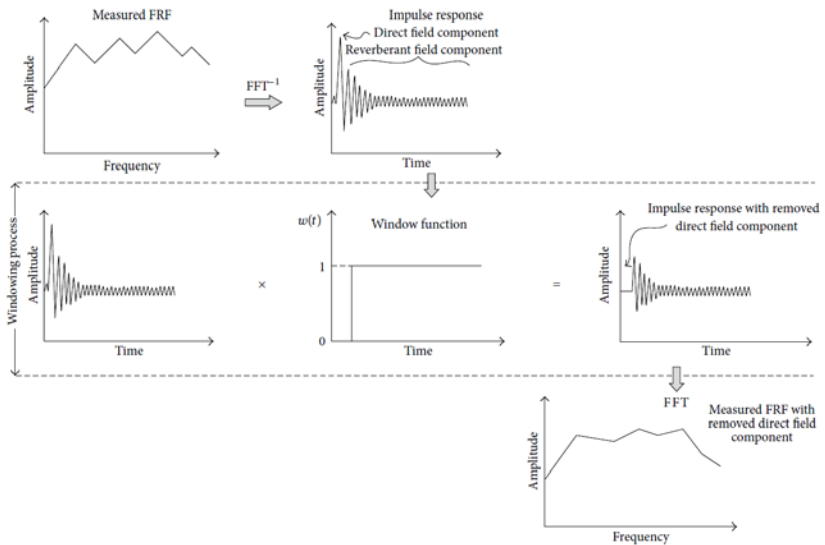 Measured FRF
Amplitude
Frequency
FFT⁻¹
Impulse response
Direct field component
Reverberant field component
Amplitude
Time
Windowing process
Amplitude
Time
×
w(t)
Window function
1
0
Time
=
Impulse response with removed
direct field component
Amplitude
Time
FFT
Measured FRF with
removed direct field
component
Amplitude
Frequency